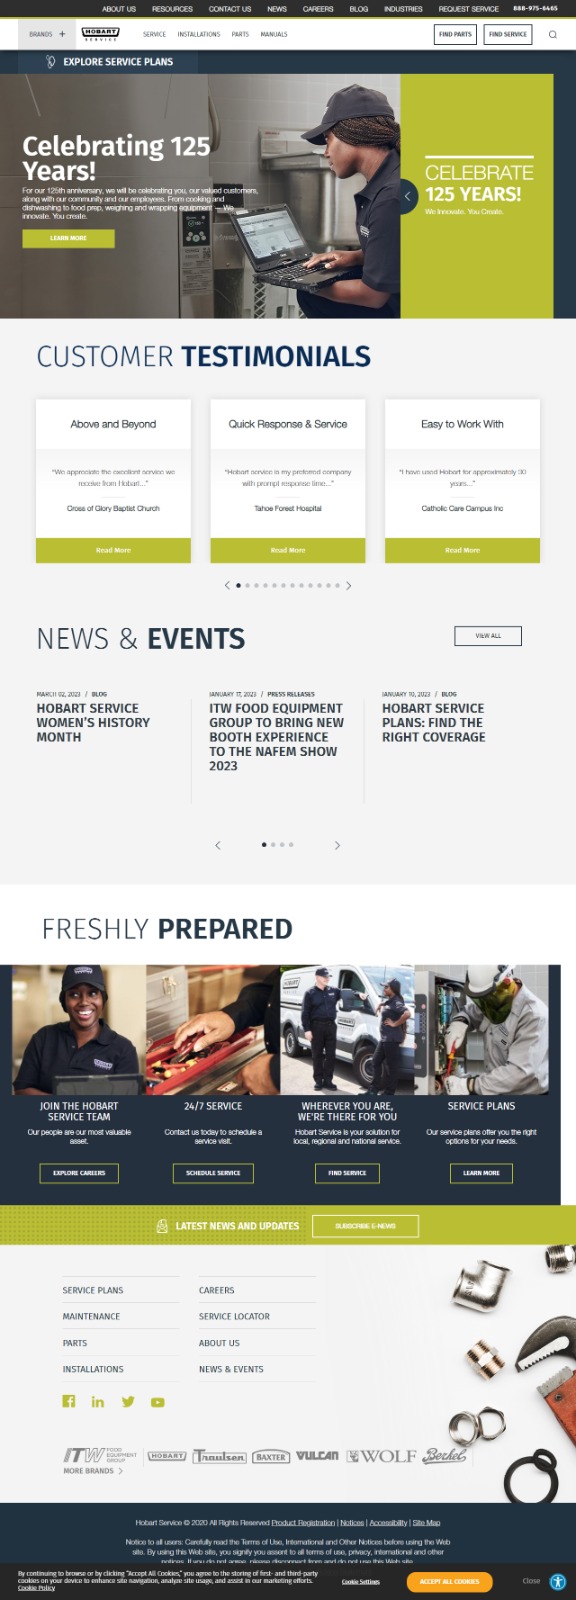 ABOUT US RESOURCES CONTACT US NEWS CAREERS BLOG INDUSTRIES REQUEST SERVICE 888-975-6465
BRANDS + HOBART SERVICE SERVICE INSTALLATIONS PARTS MANUALS FIND PARTS FIND SERVICE
EXPLORE SERVICE PLANS
Celebrating 125
Years!
For our 125th anniversary, we will be celebrating you, our valued customers,
along with our community and our employees. From cooking and
dishwashing to food prep, weighing and wrapping equipment — We
innovate. You create.
LEARN MORE
CELEBRATE
125 YEARS!
We Innovate. You Create.
CUSTOMER TESTIMONIALS
Above and Beyond
"We appreciate the excellent service we
receive from Hobart..."
Cross of Glory Baptist Church
Read More
Quick Response & Service
"Hobart service is my preferred company
with prompt response time..."
Tahoe Forest Hospital
Read More
Easy to Work With
"I have used Hobart for approximately 30
years..."
Catholic Care Campus Inc
Read More
NEWS & EVENTS
VIEW ALL
MARCH 02, 2023 / BLOG
HOBART SERVICE
WOMEN'S HISTORY
MONTH
JANUARY 17, 2023 / PRESS RELEASES
ITW FOOD EQUIPMENT
GROUP TO BRING NEW
BOOTH EXPERIENCE
TO THE NAFEM SHOW
2023
JANUARY 10, 2023 / BLOG
HOBART SERVICE
PLANS: FIND THE
RIGHT COVERAGE
FRESHLY PREPARED
HOBART
JOIN THE HOBART
SERVICE TEAM
Our people are our most valuable
asset.
EXPLORE CAREERS
24/7 SERVICE
Contact us today to schedule a
service visit.
SCHEDULE SERVICE
WHEREVER YOU ARE,
WE'RE THERE FOR YOU
Hobart Service is your solution for
local, regional and national service.
FIND SERVICE
SERVICE PLANS
Our service plans offer you the right
options for your needs.
LEARN MORE
LATEST NEWS AND UPDATES SUBSCRIBE E-NEWS
SERVICE PLANS
MAINTENANCE
PARTS
INSTALLATIONS
CAREERS
SERVICE LOCATOR
ABOUT US
NEWS & EVENTS
ITW FOOD EQUIPMENT GROUP HOBART Traulsen BAXTER VULCAN WOLF Berkel
MORE BRANDS
Hobart Service © 2020 All Rights Reserved Product Registration | Notices | Accessibility | Site Map
Notice to all users: Carefully read the Terms of Use, International and Other Notices before using the Web
site. By using this Web site, you signify you assent to all terms of use, privacy, international and other
notices. If you do not agree, please disconnect from and do not use this Web site.
By continuing to browse or by clicking "Accept All Cookies," you agree to the storing of first- and third-party
cookies on your device to enhance site navigation, analyze site usage, and assist in our marketing efforts.
Cookie Policy
Cookie Settings
ACCEPT ALL COOKIES
Close